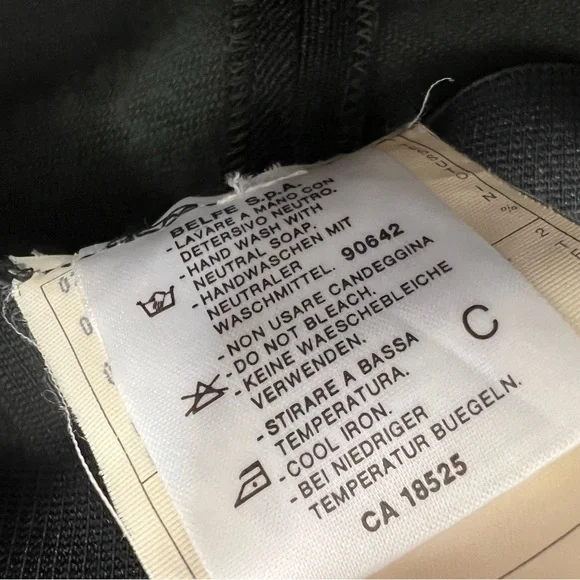 BELFE S.p.A.
- LAVARE A MANO CON
DETERSIVO NEUTRO.
- HAND WASH WITH
NEUTRAL SOAP.
- HANDWASCHEN MIT
NEUTRALER
WASCHMITTEL. 90642
- NON USARE CANDEGGINA
- DO NOT BLEACH.
- KEINE WAESCHEBLEICHE
VERWENDEN.
C
- STIRARE A BASSA
TEMPERATURA.
- COOL IRON.
- BEI NIEDRIGER
TEMPERATUR BUEGELN.
CA 18525